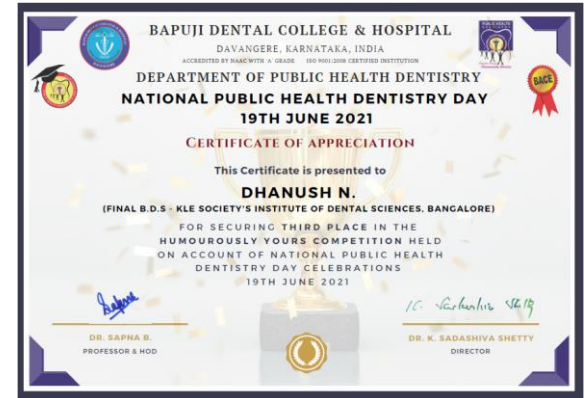 BAPUJI DENTAL COLLEGE & HOSPITAL
DAVANGERE, KARNATAKA, INDIA
ACCREDITED BY NAAC WITH 'A' GRADE ISO 9001:2008 CERTIFIED INSTITUTION
DEPARTMENT OF PUBLIC HEALTH DENTISTRY
BACE
NATIONAL PUBLIC HEALTH DENTISTRY DAY
19TH JUNE 2021
CERTIFICATE OF APPRECIATION
This Certificate is presented to
DHANUSH N.
(FINAL B.D.S - KLE SOCIETY'S INSTITUTE OF DENTAL SCIENCES, BANGALORE)
FOR SECURING THIRD PLACE IN THE
HUMOUROUSLY YOURS COMPETITION HELD
ON ACCOUNT OF NATIONAL PUBLIC HEALTH
DENTISTRY DAY CELEBRATIONS
19TH JUNE 2021
DR. SAPNA B.
PROFESSOR & HOD
DR. K. SADASHIVA SHETTY
DIRECTOR